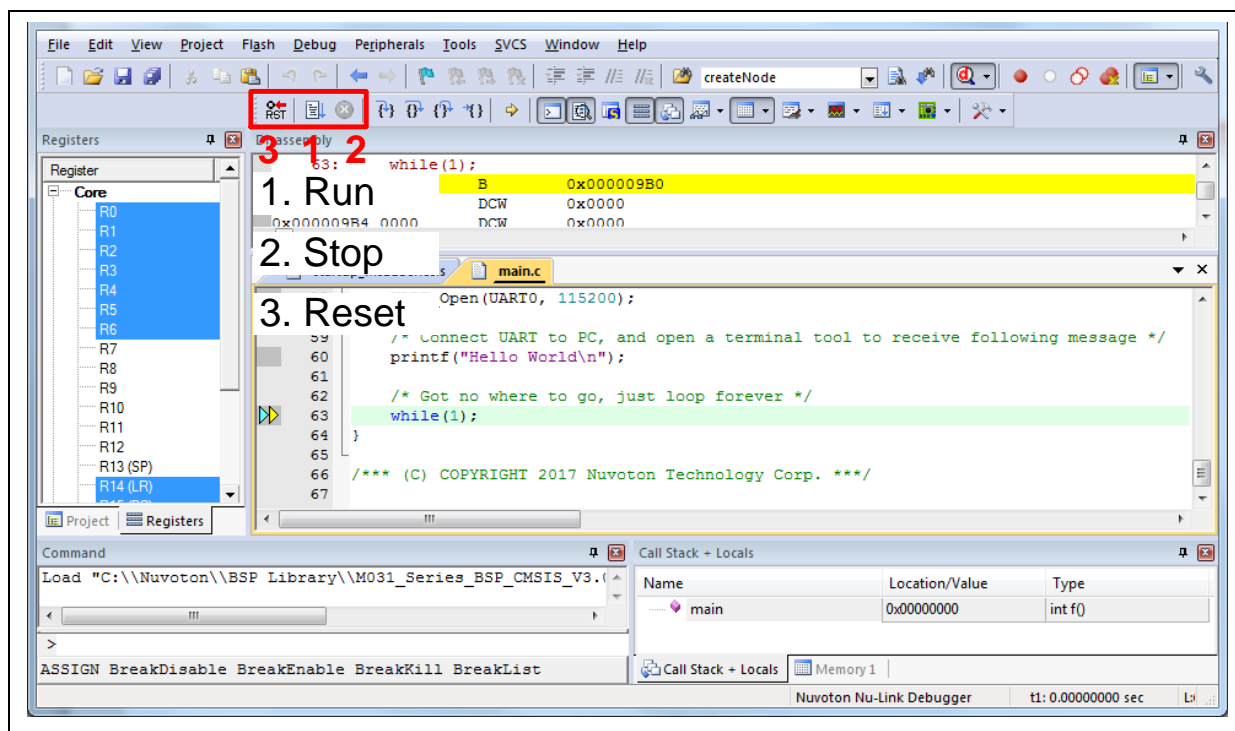 File Edit View Project Flash Debug Peripherals Tools SVCS Window Help
createNode
RST
3 1 2
Registers
Disassembly
Register
Core
R0
R1
R2
R3
R4
R5
R6
R7
R8
R9
R10
R11
R12
R13 (SP)
R14 (LR)
Project Registers
63: while(1);
B 0x000009B0
DCW 0x0000
0x000009B4 0000 DCW 0x0000
1. Run
2. Stop
3. Reset
main.c
Open(UART0, 115200);
59 /* Connect UART to PC, and open a terminal tool to receive following message */
60 printf("Hello World\n");
61
62 /* Got no where to go, just loop forever */
63 while(1);
64 }
65
66 /*** (C) COPYRIGHT 2017 Nuvoton Technology Corp. ***/
67
Command
Load "C:\\Nuvoton\\BSP Library\\M031_Series_BSP_CMSIS_V3.
>
ASSIGN BreakDisable BreakEnable BreakKill BreakList
Call Stack + Locals
Name Location/Value Type
main 0x00000000 int f()
Call Stack + Locals Memory 1
Nuvoton Nu-Link Debugger t1: 0.00000000 sec